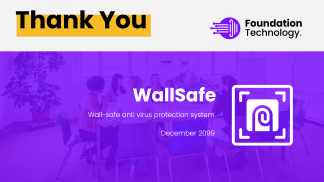 Thank You
Foundation
Technology.
WallSafe
Wall-safe anti virus protection system
December 2099